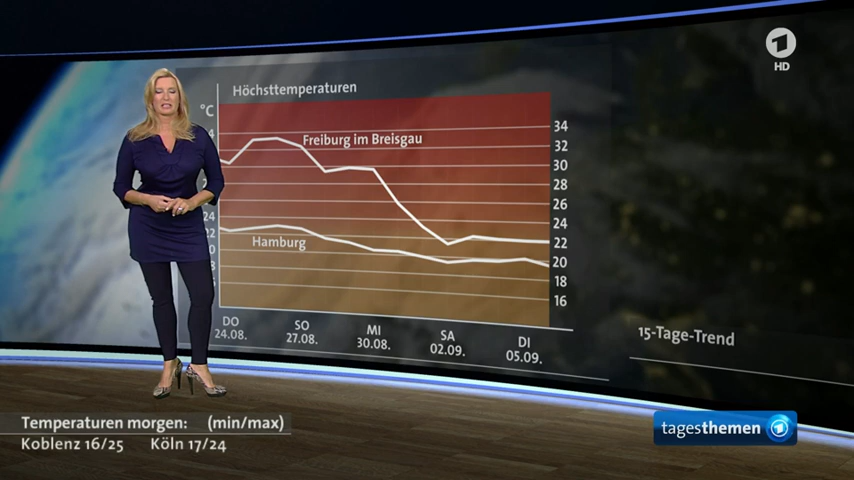 1
HD
Höchsttemperaturen
°C
34
Freiburg im Breisgau
32
30
28
26
24
24
22
Hamburg
20
18
16
DO
24.08.
SO
27.08.
MI
30.08.
SA
02.09.
DI
05.09.
15-Tage-Trend
Temperaturen morgen: (min/max)
Koblenz 16/25 Köln 17/24
tagesthemen